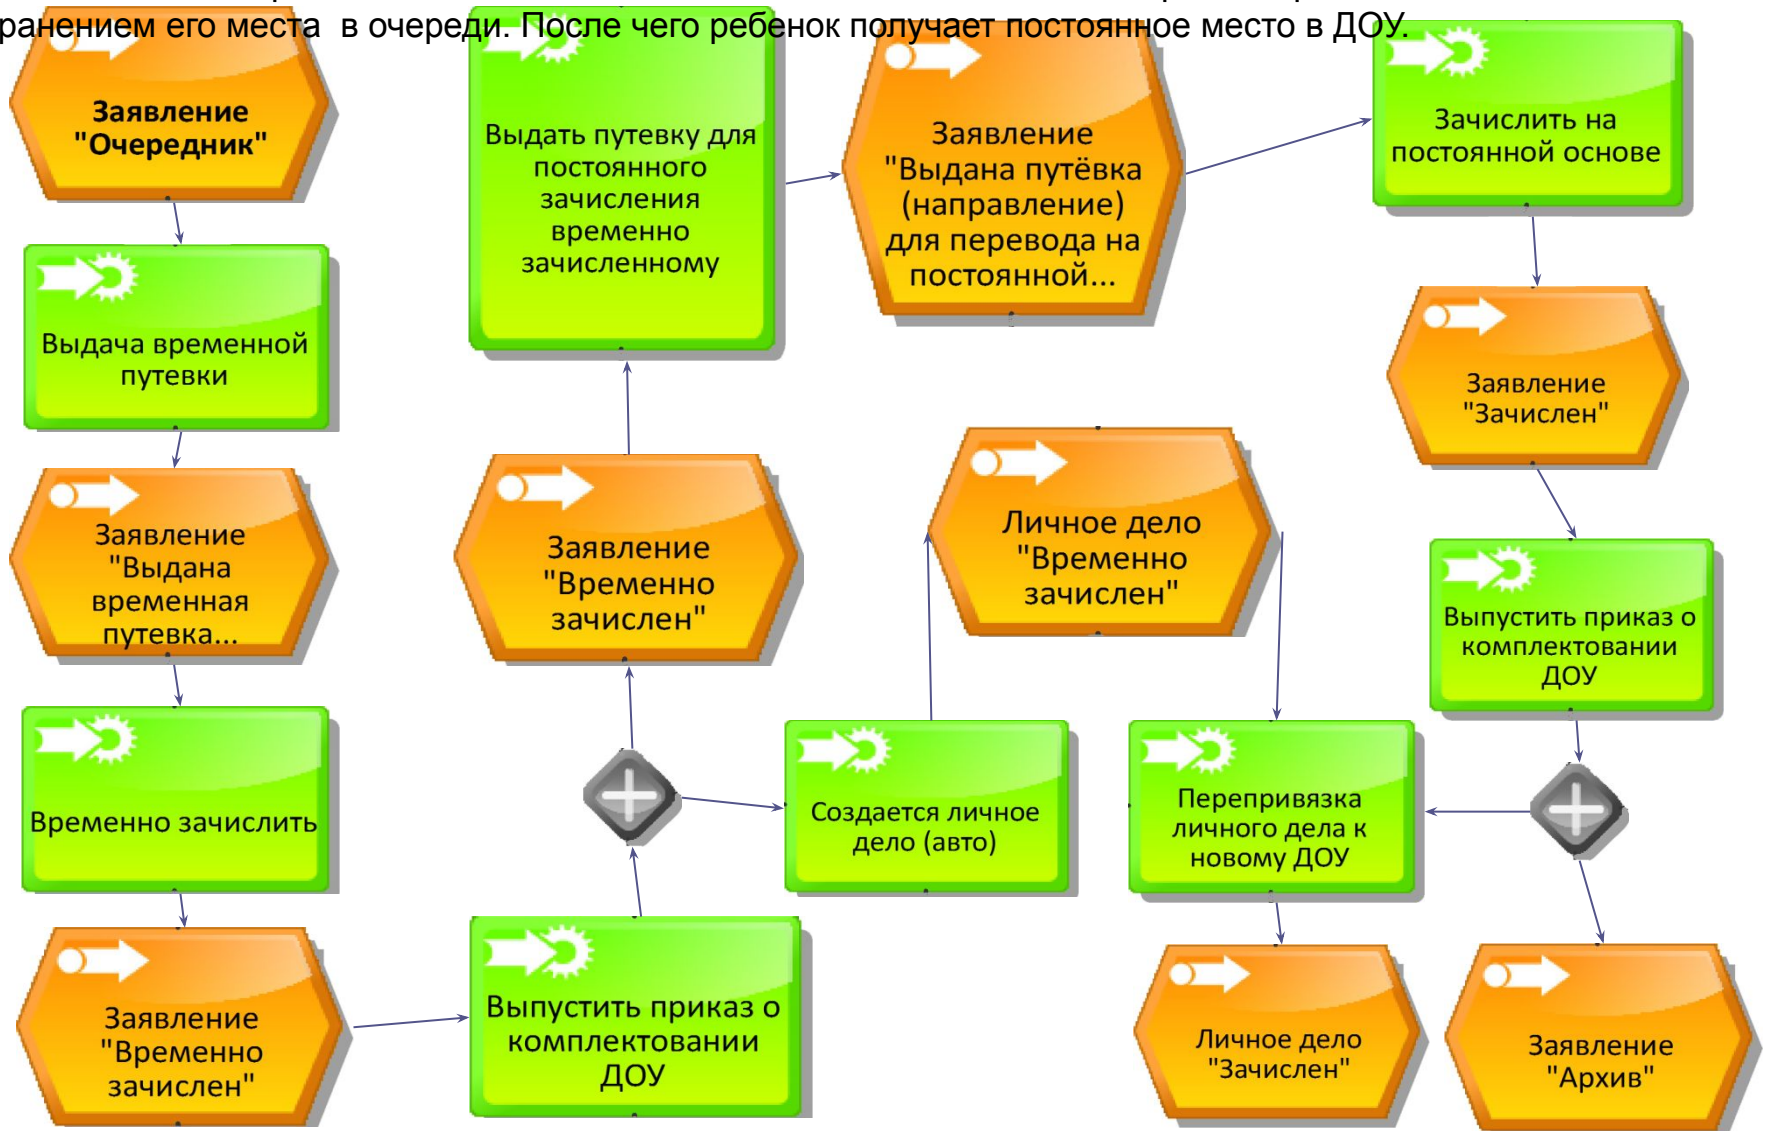 ранением его места в очереди. После чего ребенок получает постоянное место в ДОУ.
Заявление
"Очередник"
Выдача временной
путевки
Заявление
"Выдана
временная
путевка...
Временно зачислить
Заявление
"Временно
зачислен"
Выпустить приказ о
комплектовании
ДОУ
Заявление
"Временно
зачислен"
Создается личное
дело (авто)
Личное дело
"Временно
зачислен"
Выдать путевку для
постоянного
зачисления
временно
зачисленному
Заявление
"Выдана путёвка
(направление)
для перевода на
постоянной...
Зачислить на
постоянной основе
Заявление
"Зачислен"
Выпустить приказ о
комплектовании
ДОУ
Перепривязка
личного дела к
новому ДОУ
Личное дело
"Зачислен"
Заявление
"Архив"